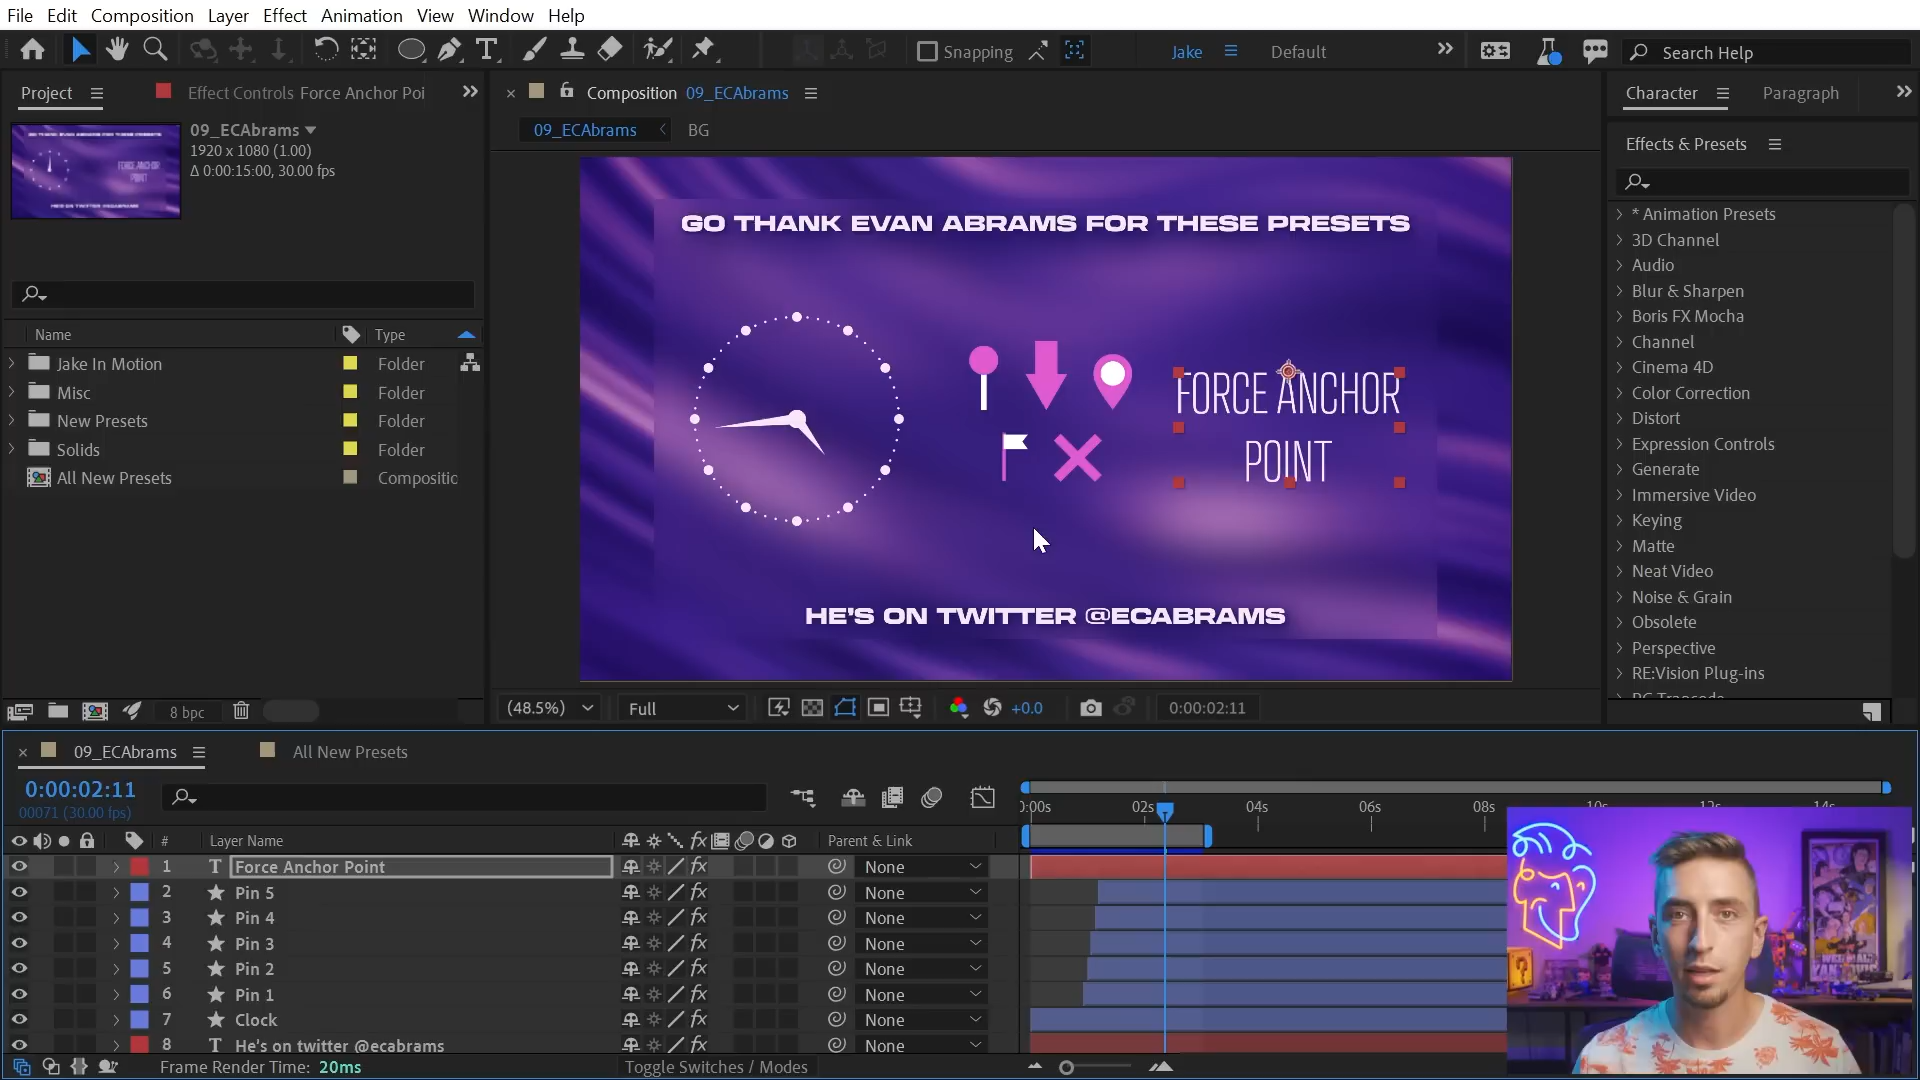 File Edit Composition Layer Effect Animation View Window Help
Snapping Jake Default Search Help
Project Effect Controls Force Anchor Poi
Composition 09_ECAbrams
Character Paragraph
09_ECAbrams BG
09_ECAbrams
1920 x 1080 (1.00)
Δ 0:00:15:00, 30.00 fps
Effects & Presets
Name Type
Jake In Motion Folder
Misc Folder
New Presets Folder
Solids Folder
All New Presets Compositio
8 bpc
GO THANK EVAN ABRAMS FOR THESE PRESETS
FORCE ANCHOR
POINT
HE'S ON TWITTER @ECABRAMS
(48.5%) Full +0.0 0:00:02:11
* Animation Presets
3D Channel
Audio
Blur & Sharpen
Boris FX Mocha
Channel
Cinema 4D
Color Correction
Distort
Expression Controls
Generate
Immersive Video
Keying
Matte
Neat Video
Noise & Grain
Obsolete
Perspective
RE:Vision Plug-ins
09_ECAbrams All New Presets
0:00:02:11
00071 (30.00 fps)
0:00s 02s 04s 06s 08s
# Layer Name Parent & Link
1 T Force Anchor Point fx None
2 Pin 5 fx None
3 Pin 4 fx None
4 Pin 3 fx None
5 Pin 2 fx None
6 Pin 1 fx None
7 Clock fx None
8 T He's on twitter @ecabrams fx None
Frame Render Time: 20ms Toggle Switches / Modes